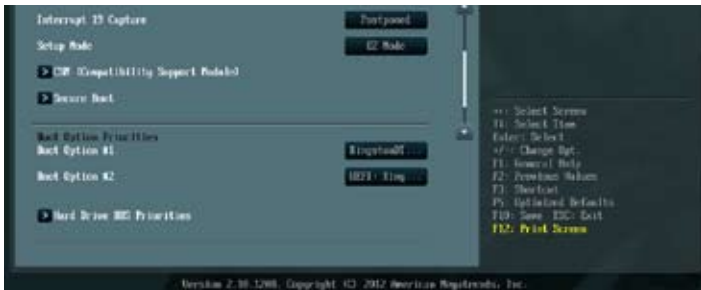 Interrupt 19 Capture
Postponed
Setup Mode
EZ Mode
> CSM (Compatibility Support Module)
> Secure Boot
Boot Option Priorities
Boot Option #1
KingstonDT...
Boot Option #2
UEFI: King...
> Hard Drive BBS Priorities
→←: Select Screen
↑↓: Select Item
Enter: Select
+/-: Change Opt.
F1: General Help
F2: Previous Values
F3: Shortcut
F5: Optimized Defaults
F10: Save ESC: Exit
F12: Print Screen
Version 2.10.1208. Copyright (C) 2012 American Megatrends, Inc.